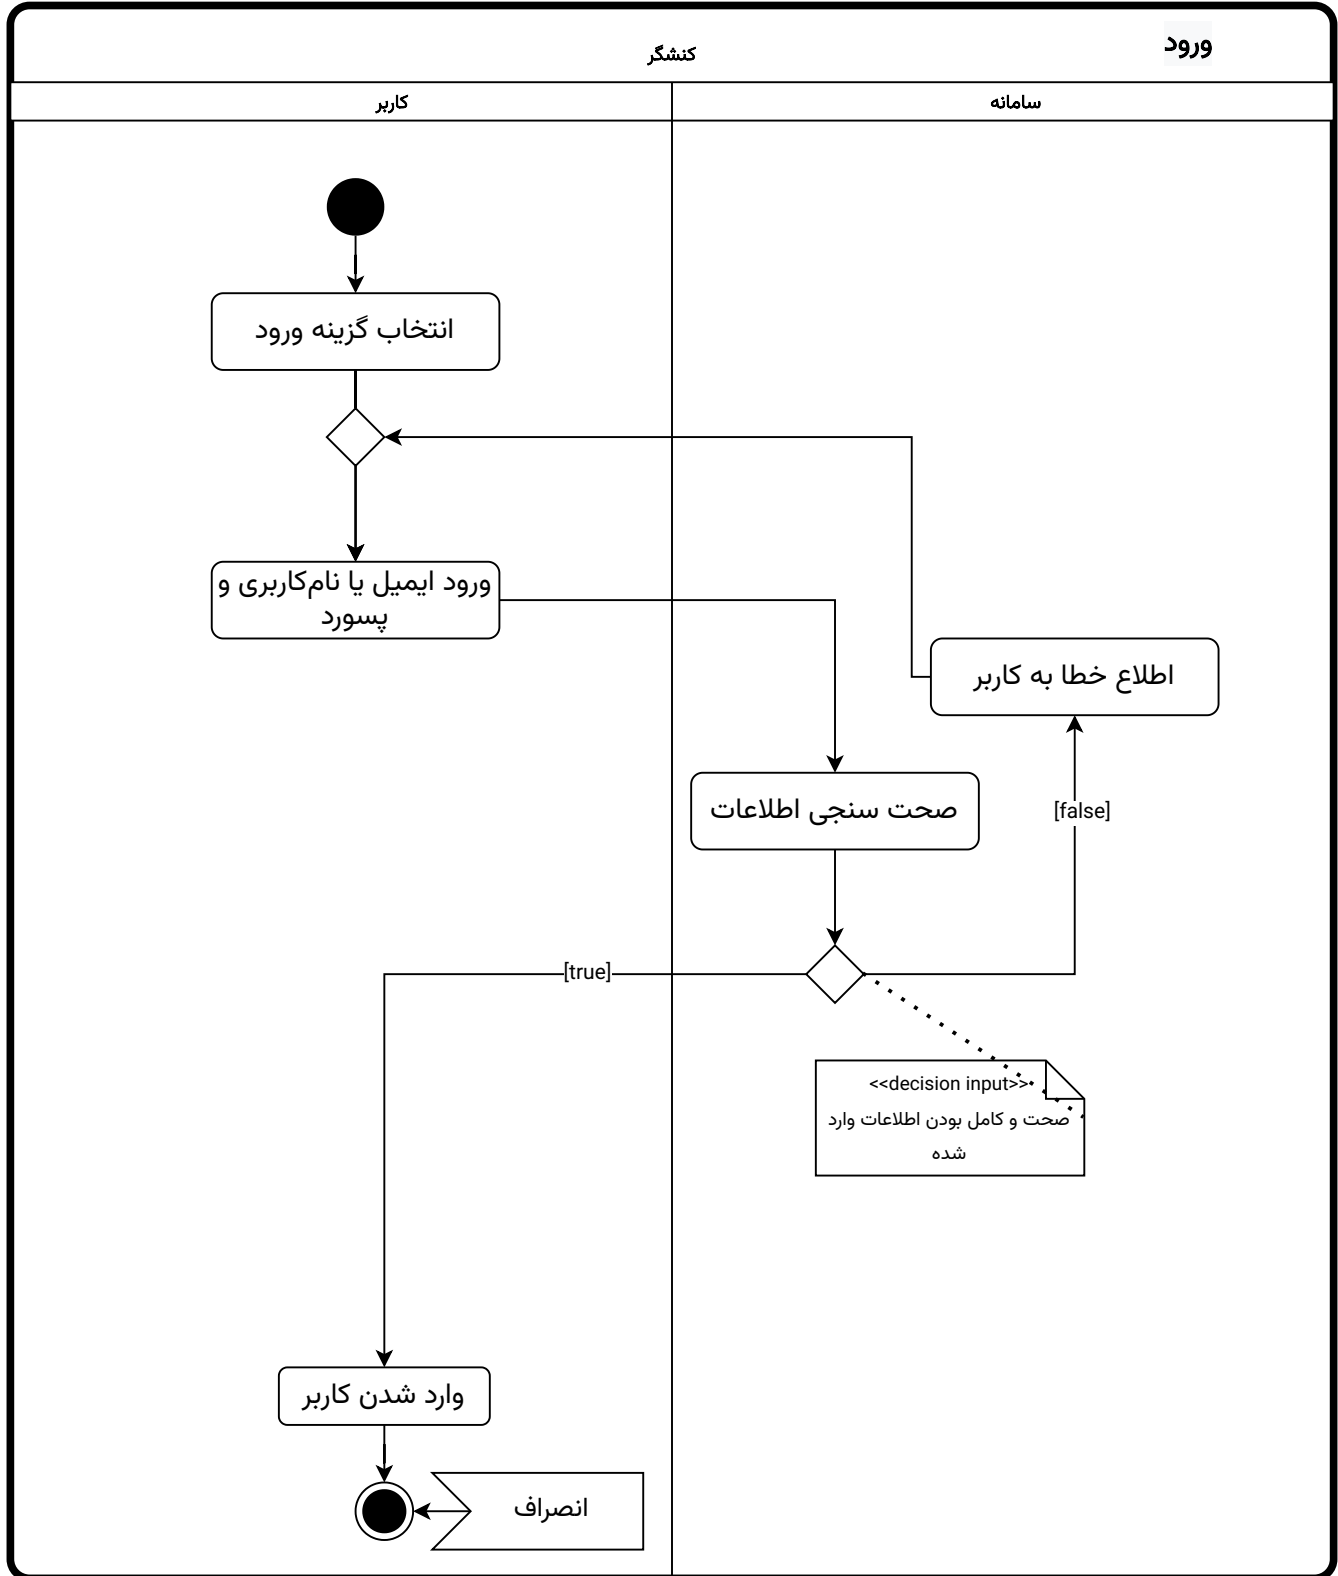 ورود
کنشگر
سامانه
کاربر
انتخاب گزینه ورود
ورود ایمیل یا نام‌کاربری و
پسورد
اطلاع خطا به کاربر
صحت سنجی اطلاعات
[false]
[true]
<<decision input>>
صحت و کامل بودن اطلاعات وارد
شده
وارد شدن کاربر
انصراف